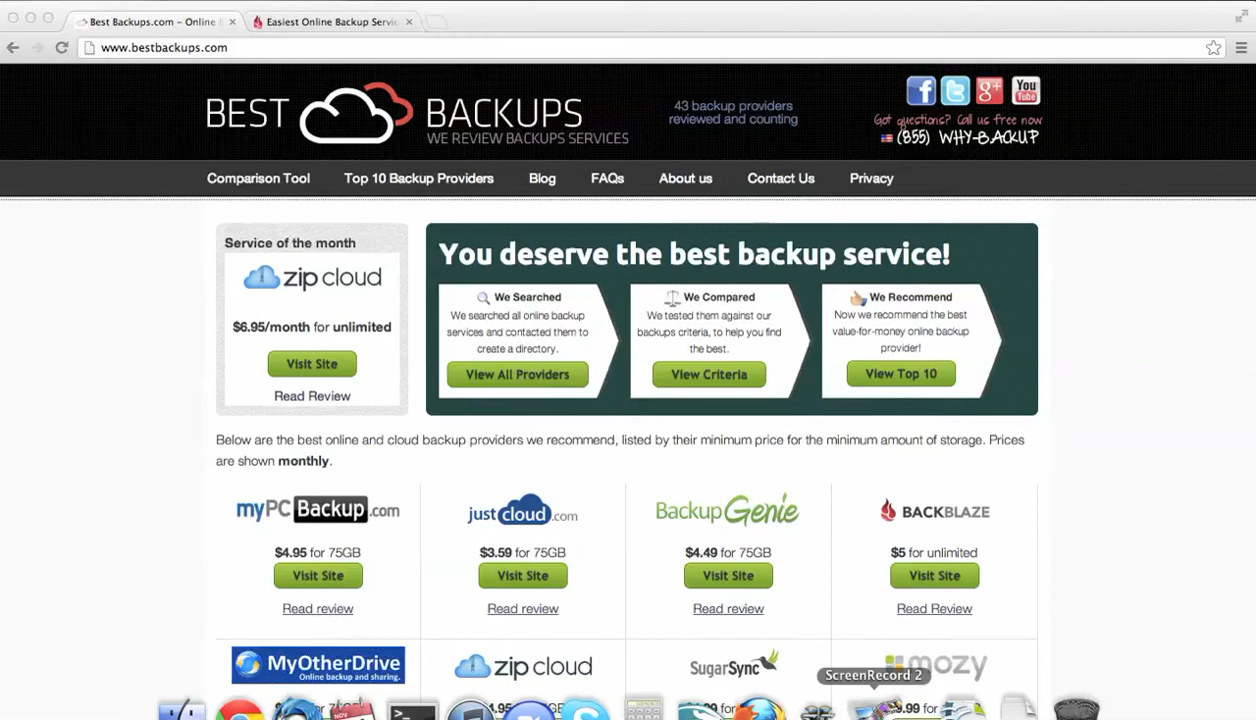 Best Backups.com – Online
Easiest Online Backup Servic
www.bestbackups.com
BEST BACKUPS
WE REVIEW BACKUPS SERVICES
43 backup providers
reviewed and counting
You
Tube
Got questions? Call us free now
(855) WHY-BACKUP
Comparison Tool Top 10 Backup Providers Blog FAQs About us Contact Us Privacy
Service of the month
zip cloud
$6.95/month for unlimited
Visit Site
Read Review
You deserve the best backup service!
We Searched
We searched all online backup
services and contacted them to
create a directory.
View All Providers
We Compared
We tested them against our
backups criteria, to help you find
the best.
View Criteria
We Recommend
Now we recommend the best
value-for-money online backup
provider!
View Top 10
Below are the best online and cloud backup providers we recommend, listed by their minimum price for the minimum amount of storage. Prices
are shown monthly.
myPC Backup.com
$4.95 for 75GB
Visit Site
Read review
justcloud.com
$3.59 for 75GB
Visit Site
Read review
Backup Genie
$4.49 for 75GB
Visit Site
Read review
BACKBLAZE
$5 for unlimited
Visit Site
Read Review
MyOtherDrive
Online backup and sharing.
zip cloud
SugarSync
mozy
ScreenRecord 2
NOV